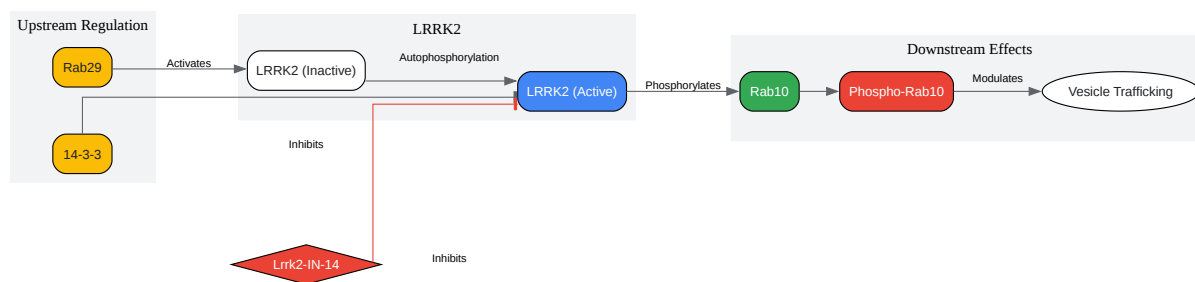 Upstream Regulation
Rab29
14-3-3
Activates
LRRK2
LRRK2 (Inactive)
Autophosphorylation
LRRK2 (Active)
Inhibits
Lrrk2-IN-14
Inhibits
Phosphorylates
Downstream Effects
Rab10
Phospho-Rab10
Modulates
Vesicle Trafficking